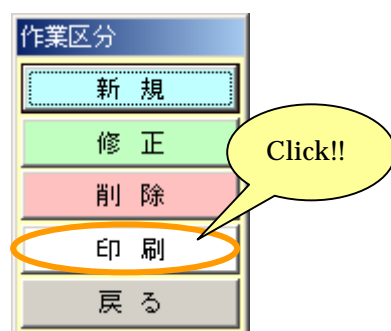 作業区分
新 規
修 正
Click!!
削 除
印 刷
戻 る